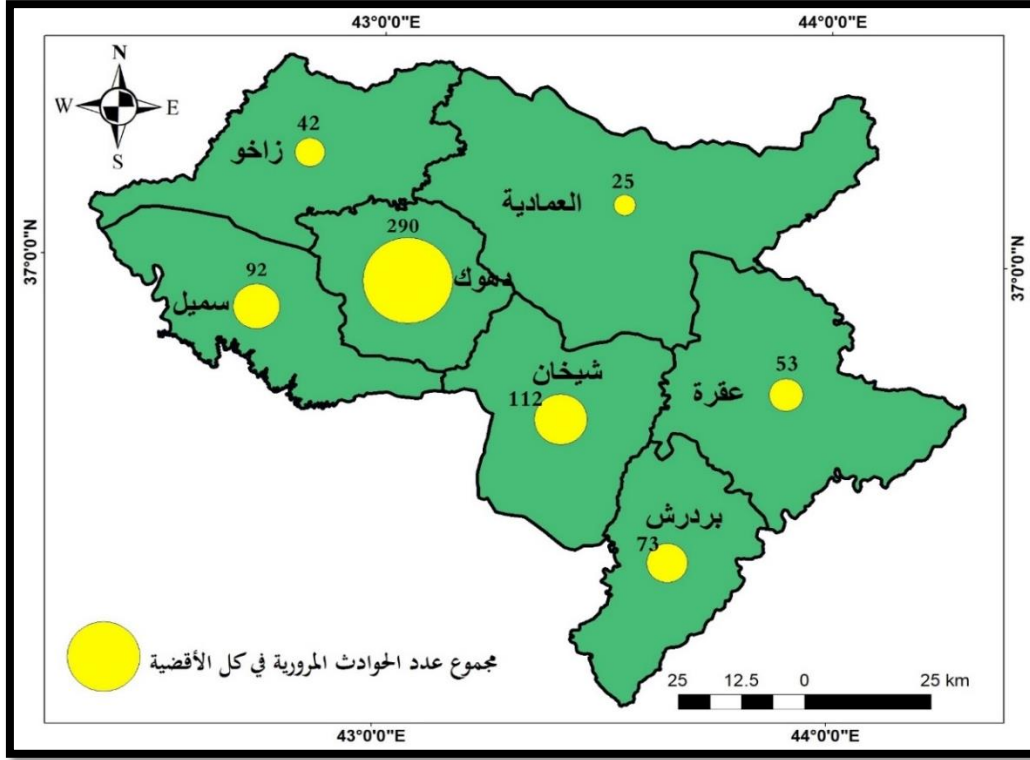 43°0'0"E
44°0'0"E
N
W
E
S
42
زاخو
25
العمادية
37°0'0"N
37°0'0"N
290
دهوك
92
سميل
شيخان
112
53
عقرة
بردرش
73
مجموع عدد الحوادث المرورية في كل الأقضية
25 12.5 0 25 km
43°0'0"E
44°0'0"E